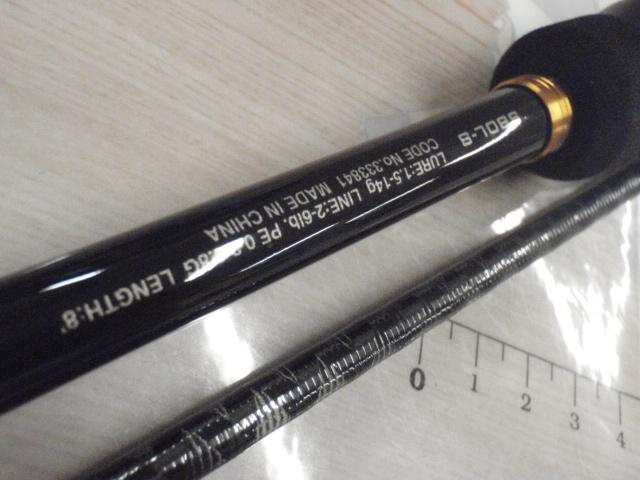 S80L-S
LURE:1.5-14g LINE:2-6lb. PE LENGTH:8'
CODE No.333841 MADE IN CHINA
0 1 2 3 4